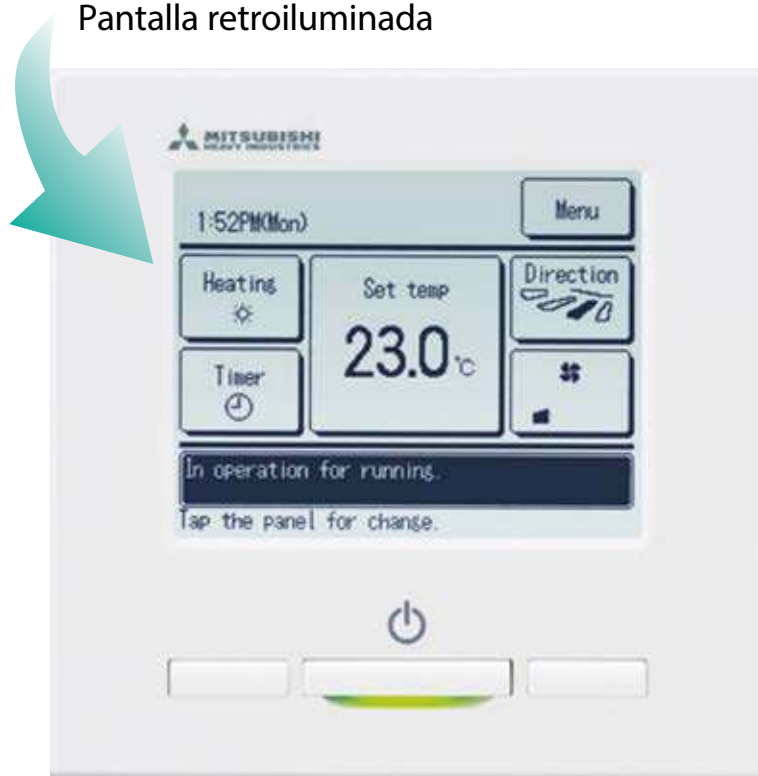 Pantalla retroiluminada
MITSUBISHI
HEAVY INDUSTRIES
1:52PM(Mon)
Menu
Heating
Set temp
Direction
23.0°C
Timer
In operation for running.
Tap the panel for change.